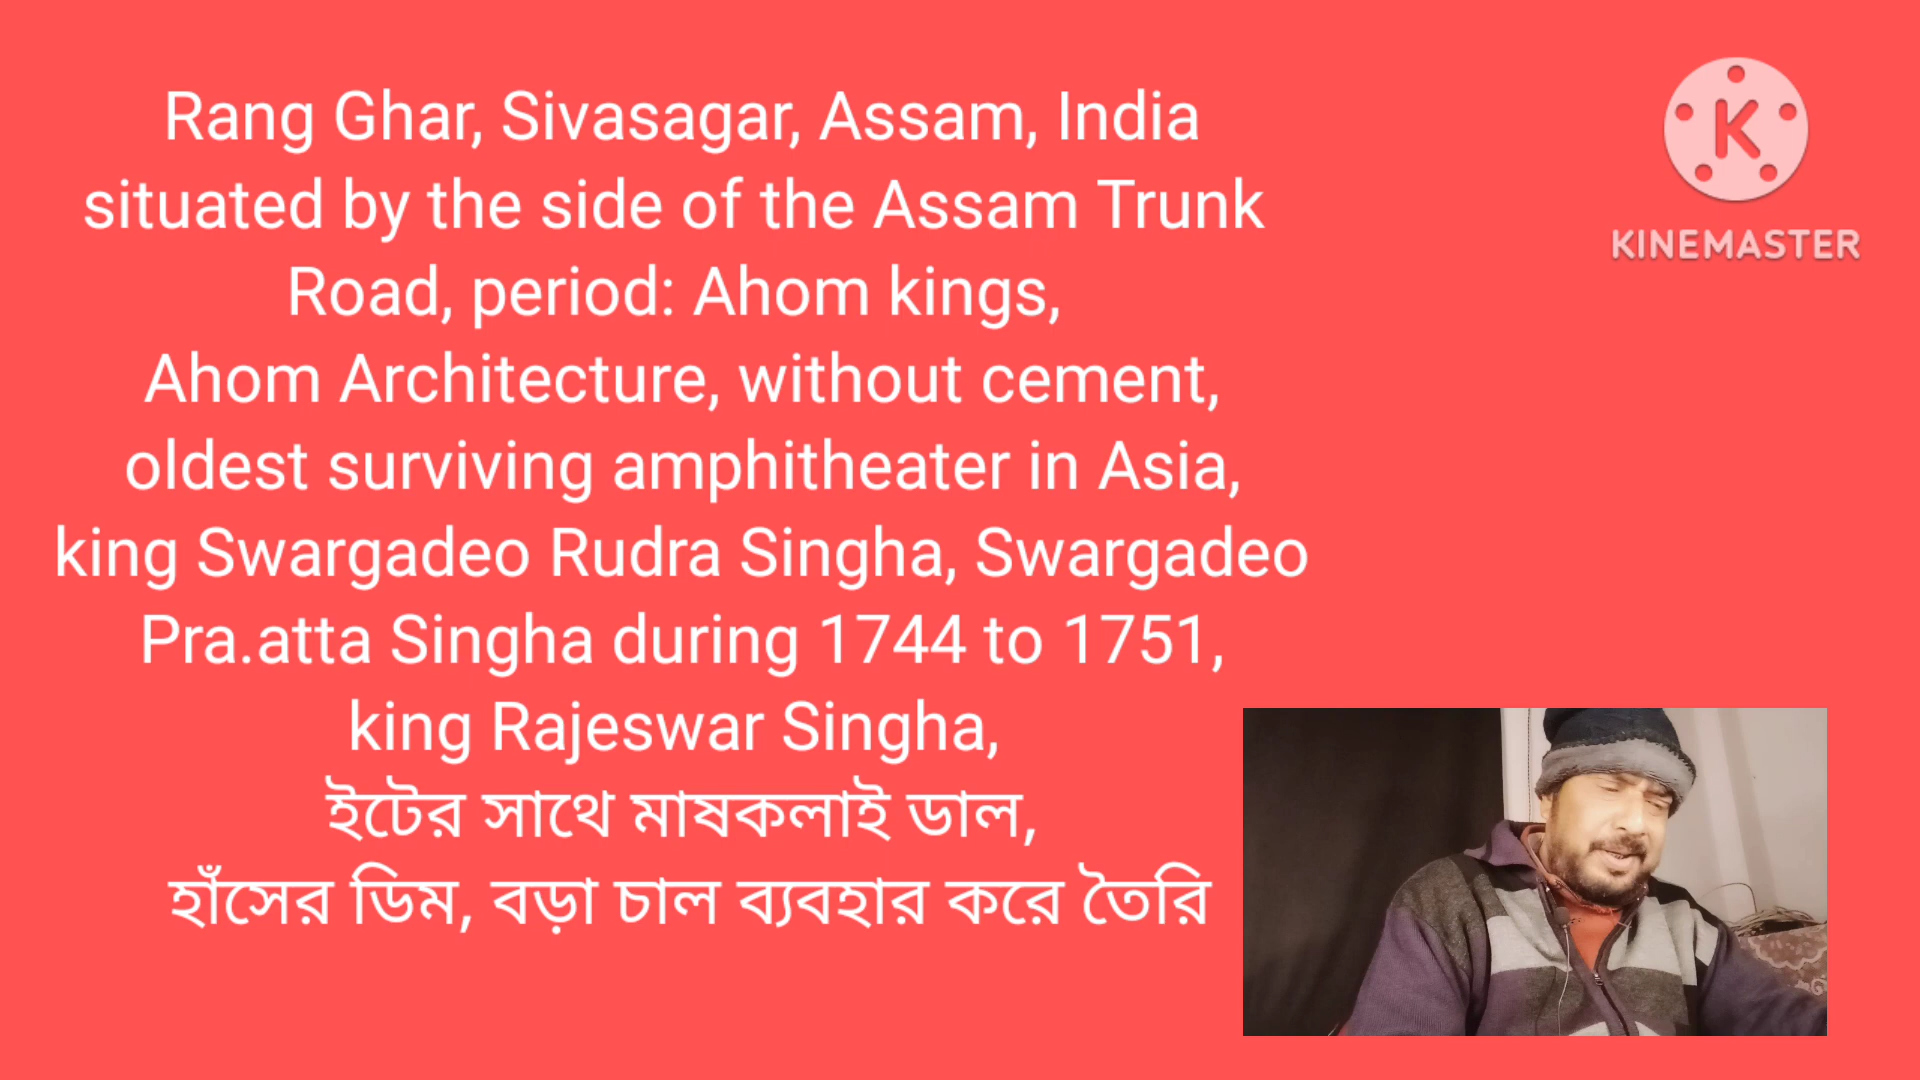 Rang Ghar, Sivasagar, Assam, India
situated by the side of the Assam Trunk
Road, period: Ahom kings,
Ahom Architecture, without cement,
oldest surviving amphitheater in Asia,
king Swargadeo Rudra Singha, Swargadeo
Pra.atta Singha during 1744 to 1751,
king Rajeswar Singha,
ইটের সাথে মাষকলাই ডাল,
হাঁসের ডিম, বড়া চাল ব্যবহার করে তৈরি
K
KINEMASTER